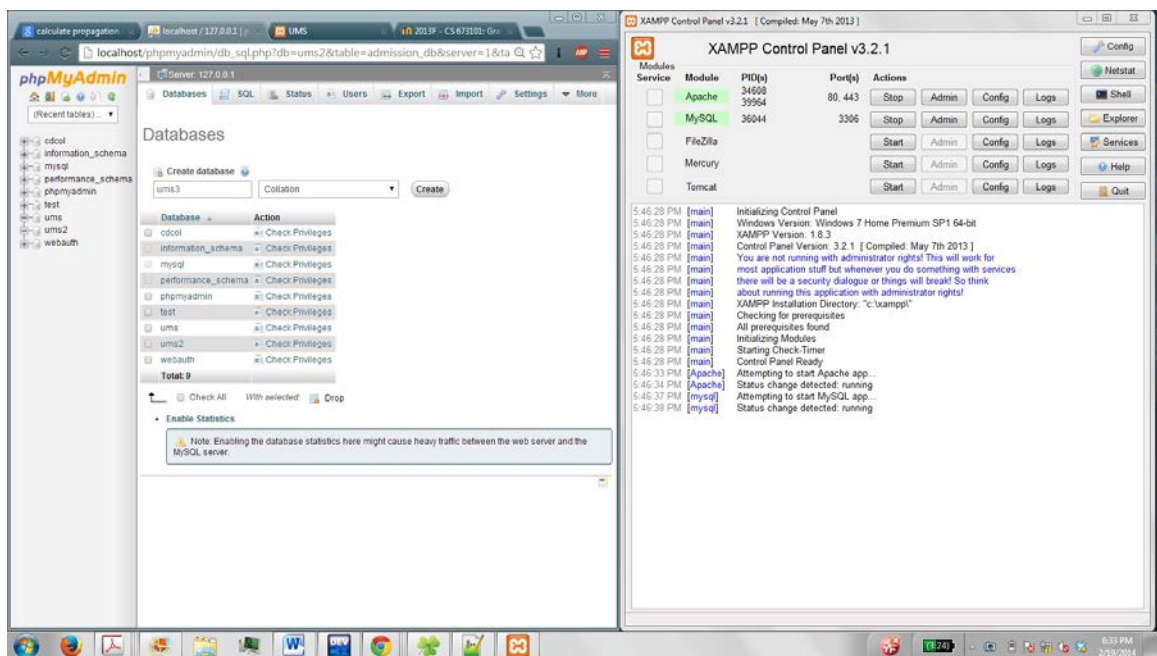 calculate propagation
localhost / 127.0.0.1 | p
UMS
2013F - CS 673101: Gra
localhost/phpmyadmin/db_sql.php?db=ums2&table=admission_db&server=1&ta
phpMyAdmin
(Recent tables) ...
cdcol
information_schema
mysql
performance_schema
phpmyadmin
test
ums
ums2
webauth
Server: 127.0.0.1
Databases SQL Status Users Export Import Settings More
Databases
Create database
ums3 Collation Create
Database Action
cdcol Check Privileges
information_schema Check Privileges
mysql Check Privileges
performance_schema Check Privileges
phpmyadmin Check Privileges
test Check Privileges
ums Check Privileges
ums2 Check Privileges
webauth Check Privileges
Total: 9
Check All With selected: Drop
Enable Statistics
Note: Enabling the database statistics here might cause heavy traffic between the web server and the
MySQL server.
XAMPP Control Panel v3.2.1 [ Compiled: May 7th 2013 ]
XAMPP Control Panel v3.2.1
Modules
Service Module PID(s) Port(s) Actions
Apache 34608 39964 80, 443 Stop Admin Config Logs
MySQL 36044 3306 Stop Admin Config Logs
FileZilla Start Admin Config Logs
Mercury Start Admin Config Logs
Tomcat Start Admin Config Logs
Config
Netstat
Shell
Explorer
Services
Help
Quit
5:46:28 PM [main] Initializing Control Panel
5:46:28 PM [main] Windows Version: Windows 7 Home Premium SP1 64-bit
5:46:28 PM [main] XAMPP Version: 1.8.3
5:46:28 PM [main] Control Panel Version: 3.2.1 [ Compiled: May 7th 2013 ]
5:46:28 PM [main] You are not running with administrator rights! This will work for
5:46:28 PM [main] most application stuff but whenever you do something with services
5:46:28 PM [main] there will be a security dialogue or things will break! So think
5:46:28 PM [main] about running this application with administrator rights!
5:46:28 PM [main] XAMPP Installation Directory: "c:\xampp\"
5:46:28 PM [main] Checking for prerequisites
5:46:28 PM [main] All prerequisites found
5:46:28 PM [main] Initializing Modules
5:46:28 PM [main] Starting Check-Timer
5:46:28 PM [main] Control Panel Ready
5:46:33 PM [Apache] Attempting to start Apache app...
5:46:34 PM [Apache] Status change detected: running
5:46:37 PM [mysql] Attempting to start MySQL app...
5:46:38 PM [mysql] Status change detected: running
DEV
(1:24)
6:33 PM
2/19/2014